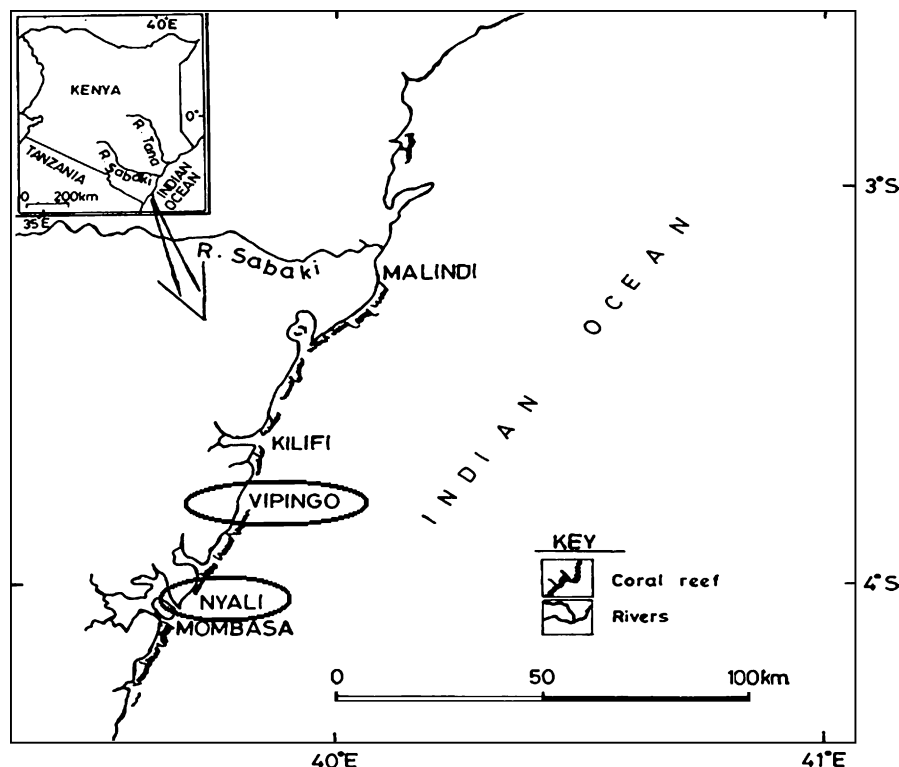 40°E
KENYA
0°
R. Tana
R. Sabaki
TANZANIA
INDIAN
OCEAN
0 200km
35°E
3°S
R. Sabaki
MALINDI
INDIAN OCEAN
KILIFI
VIPINGO
KEY
Coral reef
Rivers
4°S
NYALI
MOMBASA
0 50 100km
40°E 41°E